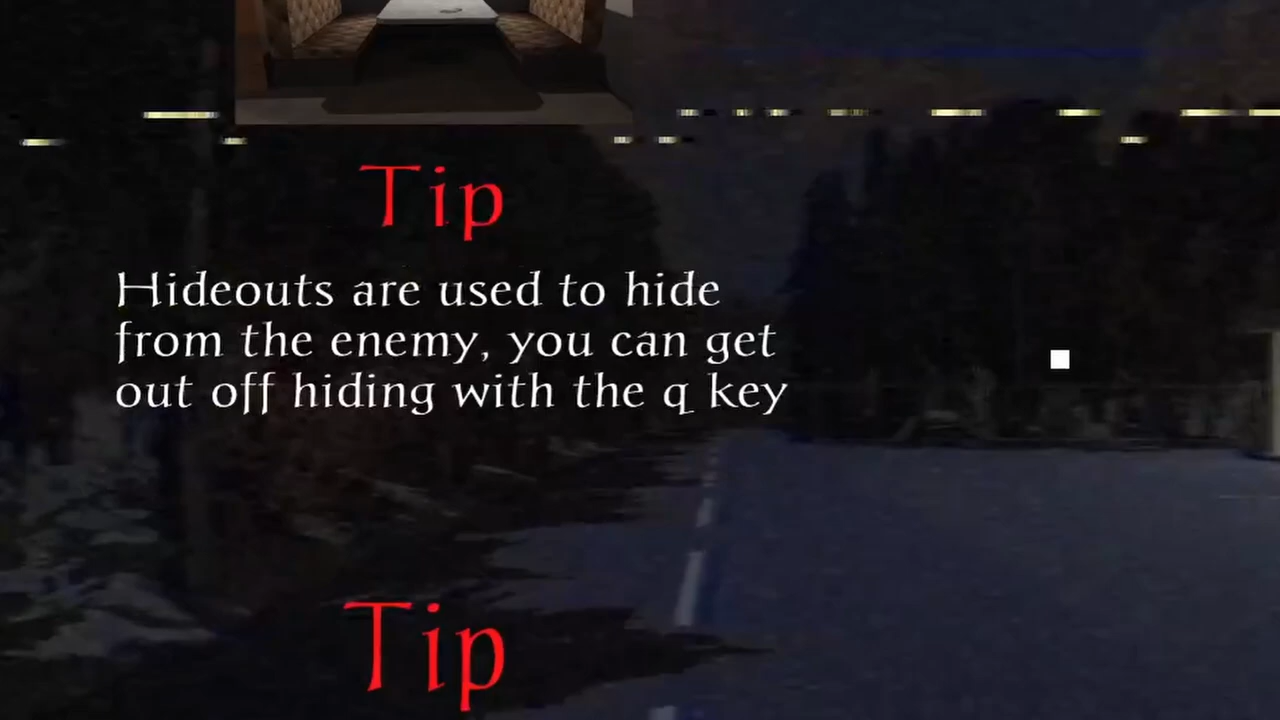 Tip
Hideouts are used to hide
from the enemy, you can get
out off hiding with the q key
Tip